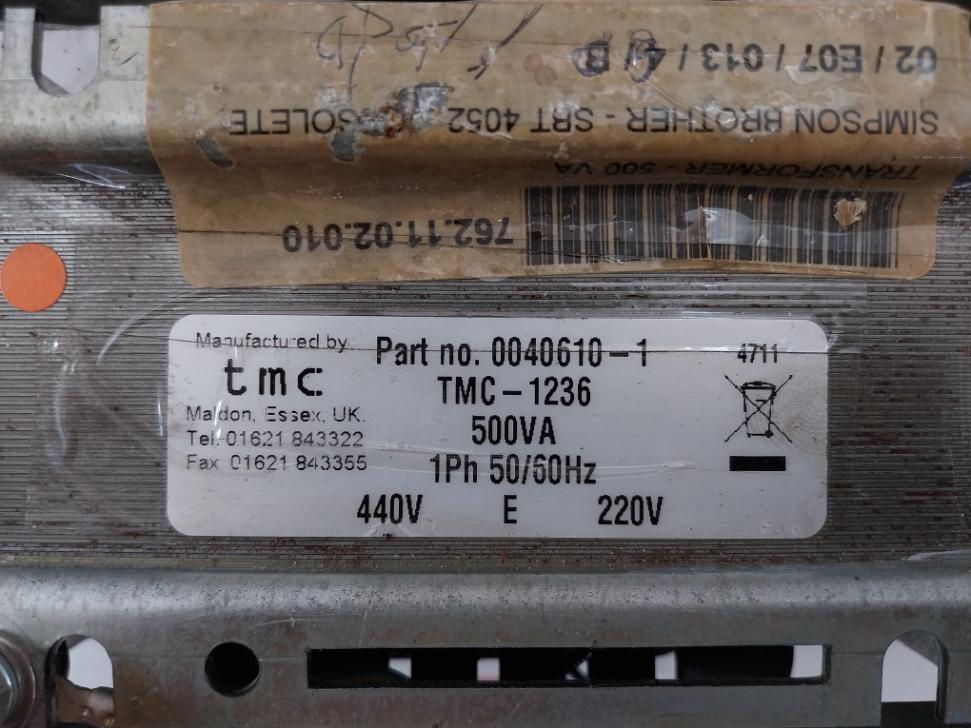 02 / E07 / 013 / 4 / B
SIMPSON BROTHER - SRT 4052
TRANSFORMER - 500 VA
762.11.02.010
Manufactured by
tmc
Maldon, Essex, UK.
Tel: 01621 843322
Fax 01621 843355
Part no. 0040610-1
TMC-1236
500VA
1Ph 50/60Hz
440V E 220V
4711